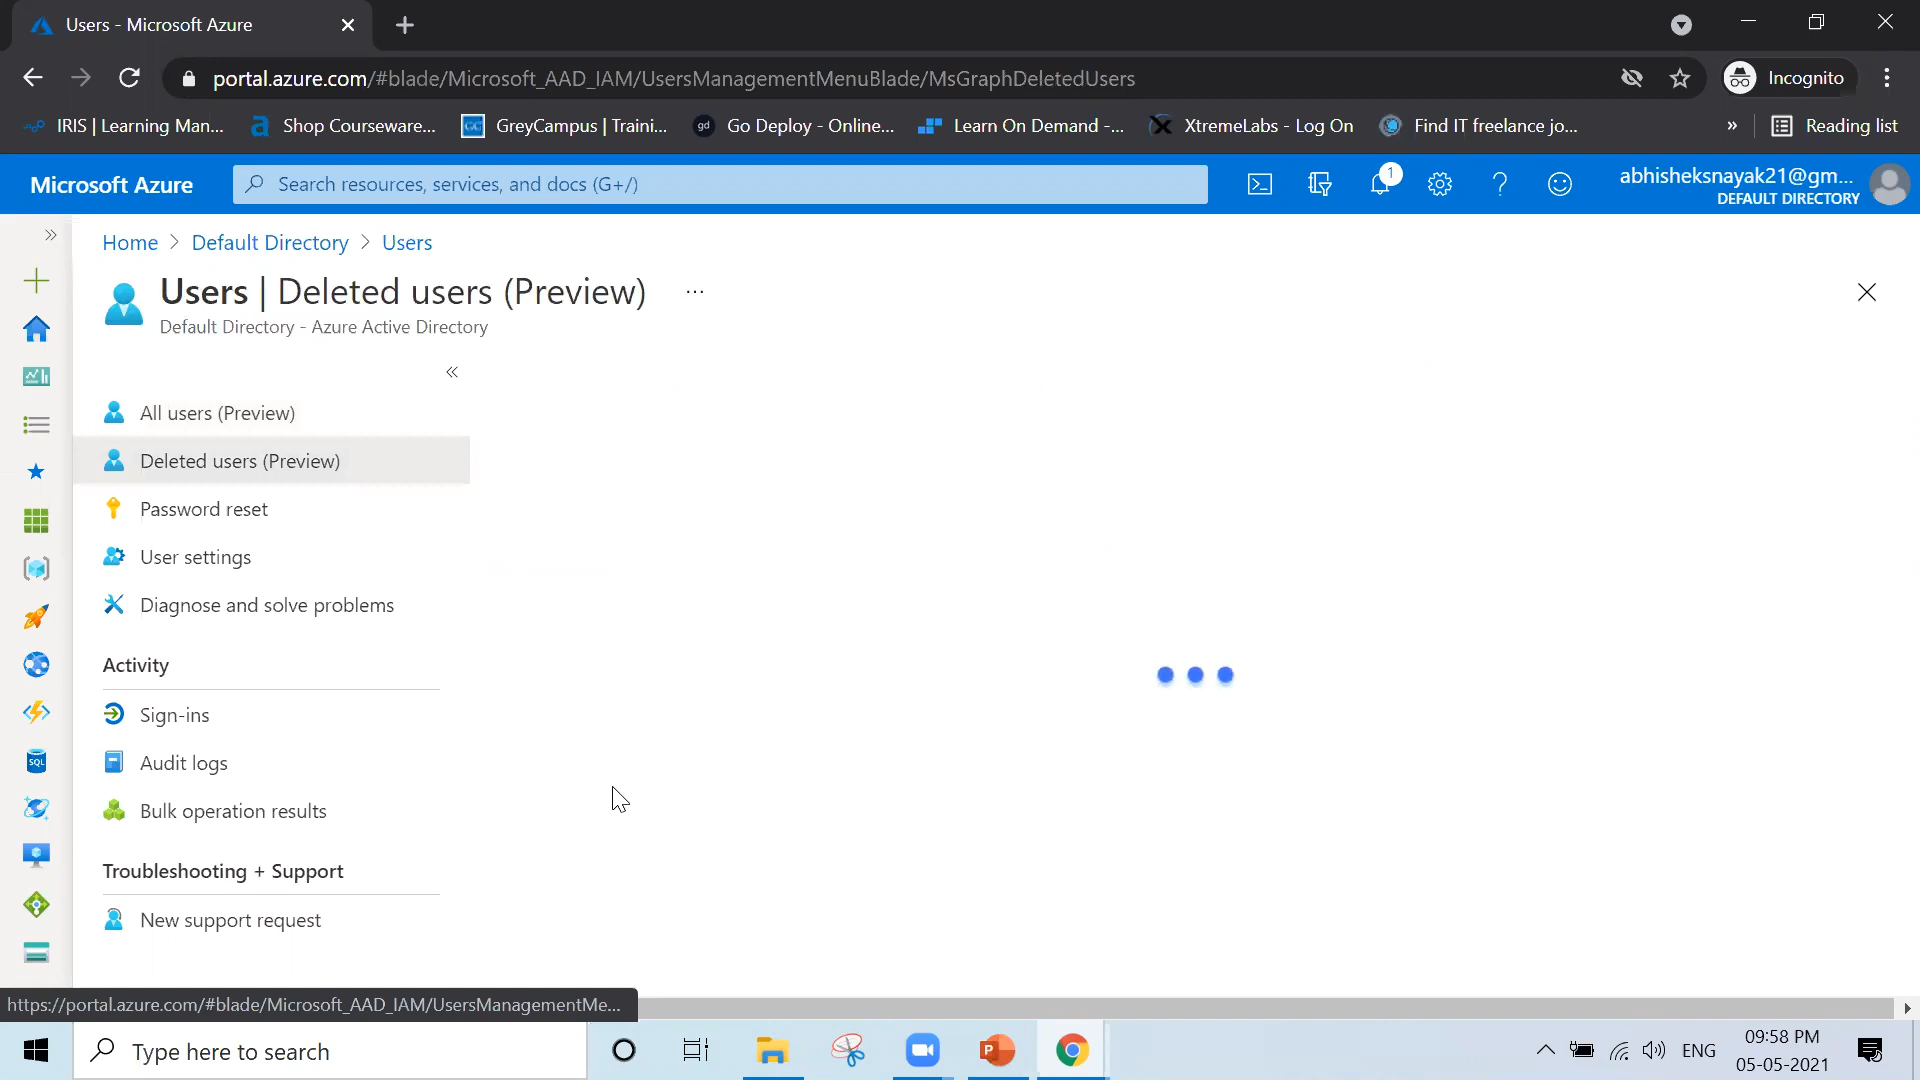 Users - Microsoft Azure
portal.azure.com/#blade/Microsoft_AAD_IAM/UsersManagementMenuBlade/MsGraphDeletedUsers
Incognito
IRIS | Learning Man...
Shop Courseware...
GC
GreyCampus | Traini...
gd
Go Deploy - Online...
Learn On Demand -...
XtremeLabs - Log On
Find IT freelance jo...
»
Reading list
Microsoft Azure
Search resources, services, and docs (G+/)
1
abhisheksnayak21@gm...
DEFAULT DIRECTORY
Home > Default Directory > Users
Users | Deleted users (Preview) ...
Default Directory - Azure Active Directory
All users (Preview)
Deleted users (Preview)
Password reset
User settings
Diagnose and solve problems
Activity
Sign-ins
Audit logs
Bulk operation results
Troubleshooting + Support
New support request
SQL
https://portal.azure.com/#blade/Microsoft_AAD_IAM/UsersManagementMe...
Type here to search
P
ENG
09:58 PM
05-05-2021